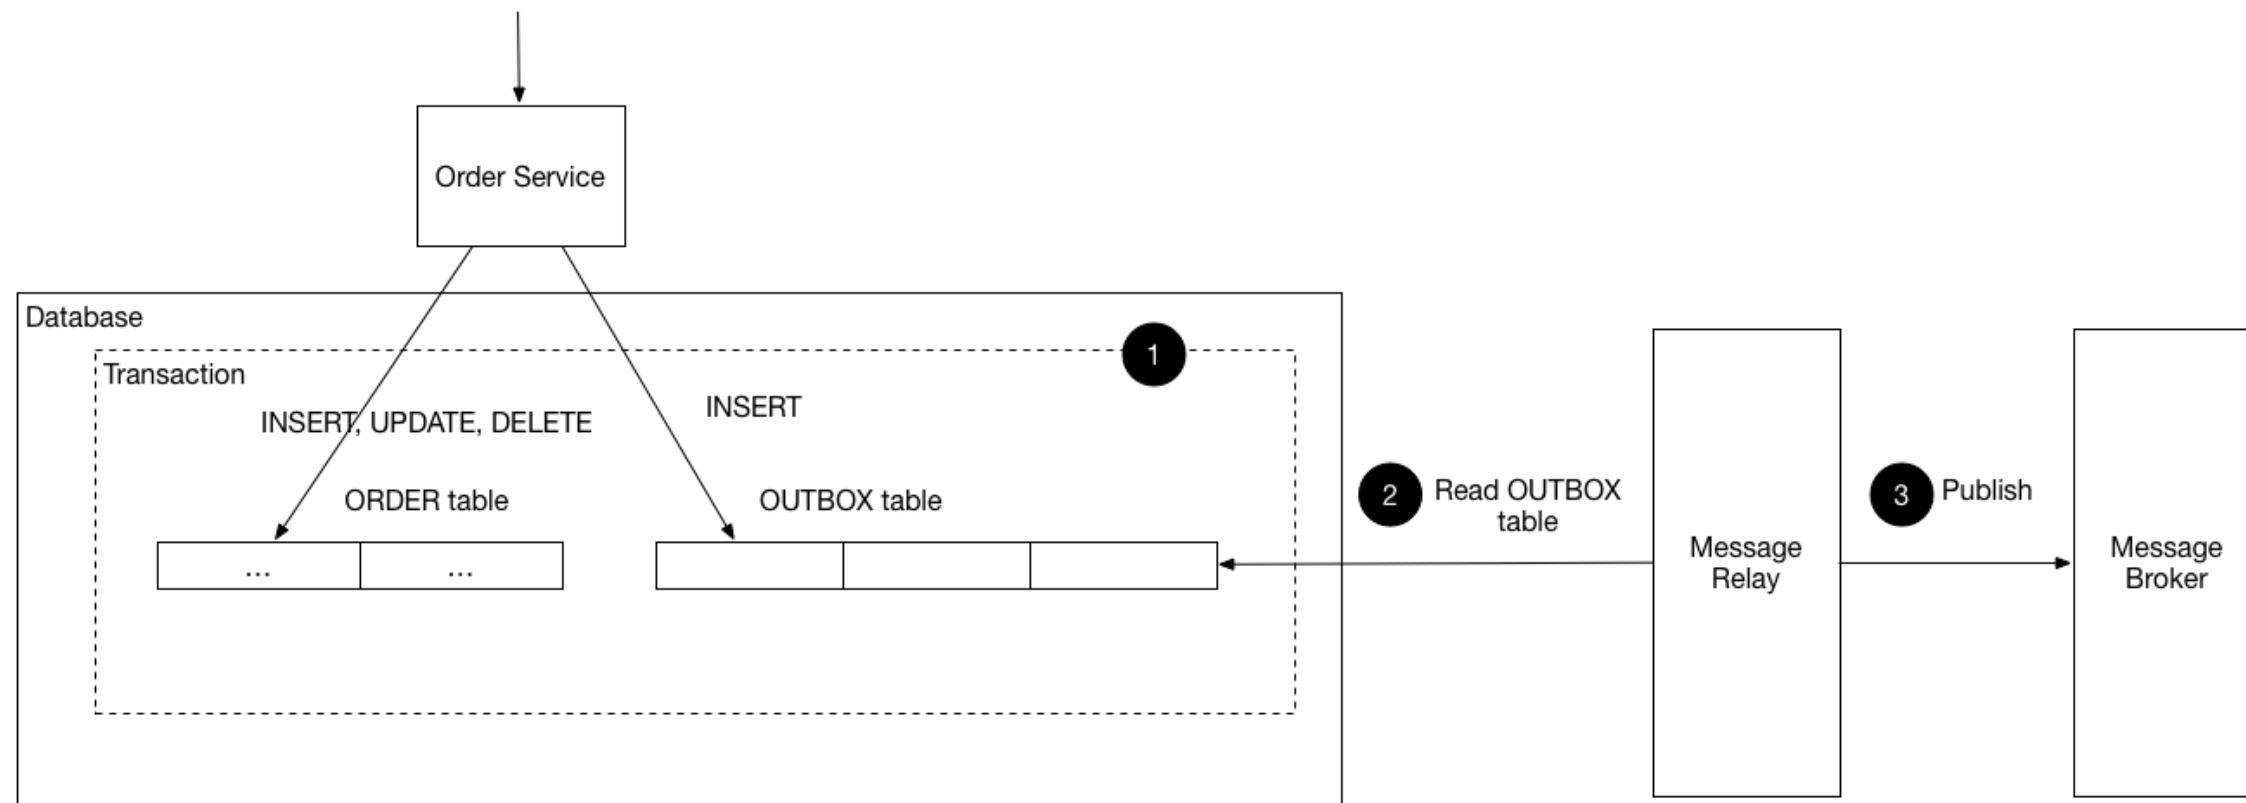 Order Service
Database
1
Transaction
INSERT, UPDATE, DELETE
INSERT
ORDER table
OUTBOX table
...
...
2
Read OUTBOX
table
3
Publish
Message
Relay
Message
Broker